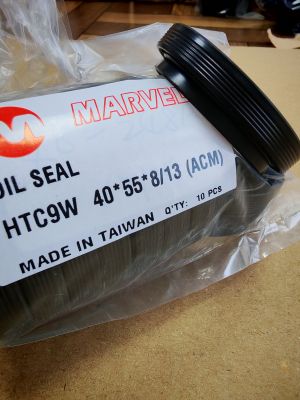 MARVEL
OIL SEAL
HTC9W 40*55*8/13 (ACM)
MADE IN TAIWAN Q'TY: 10 PCS